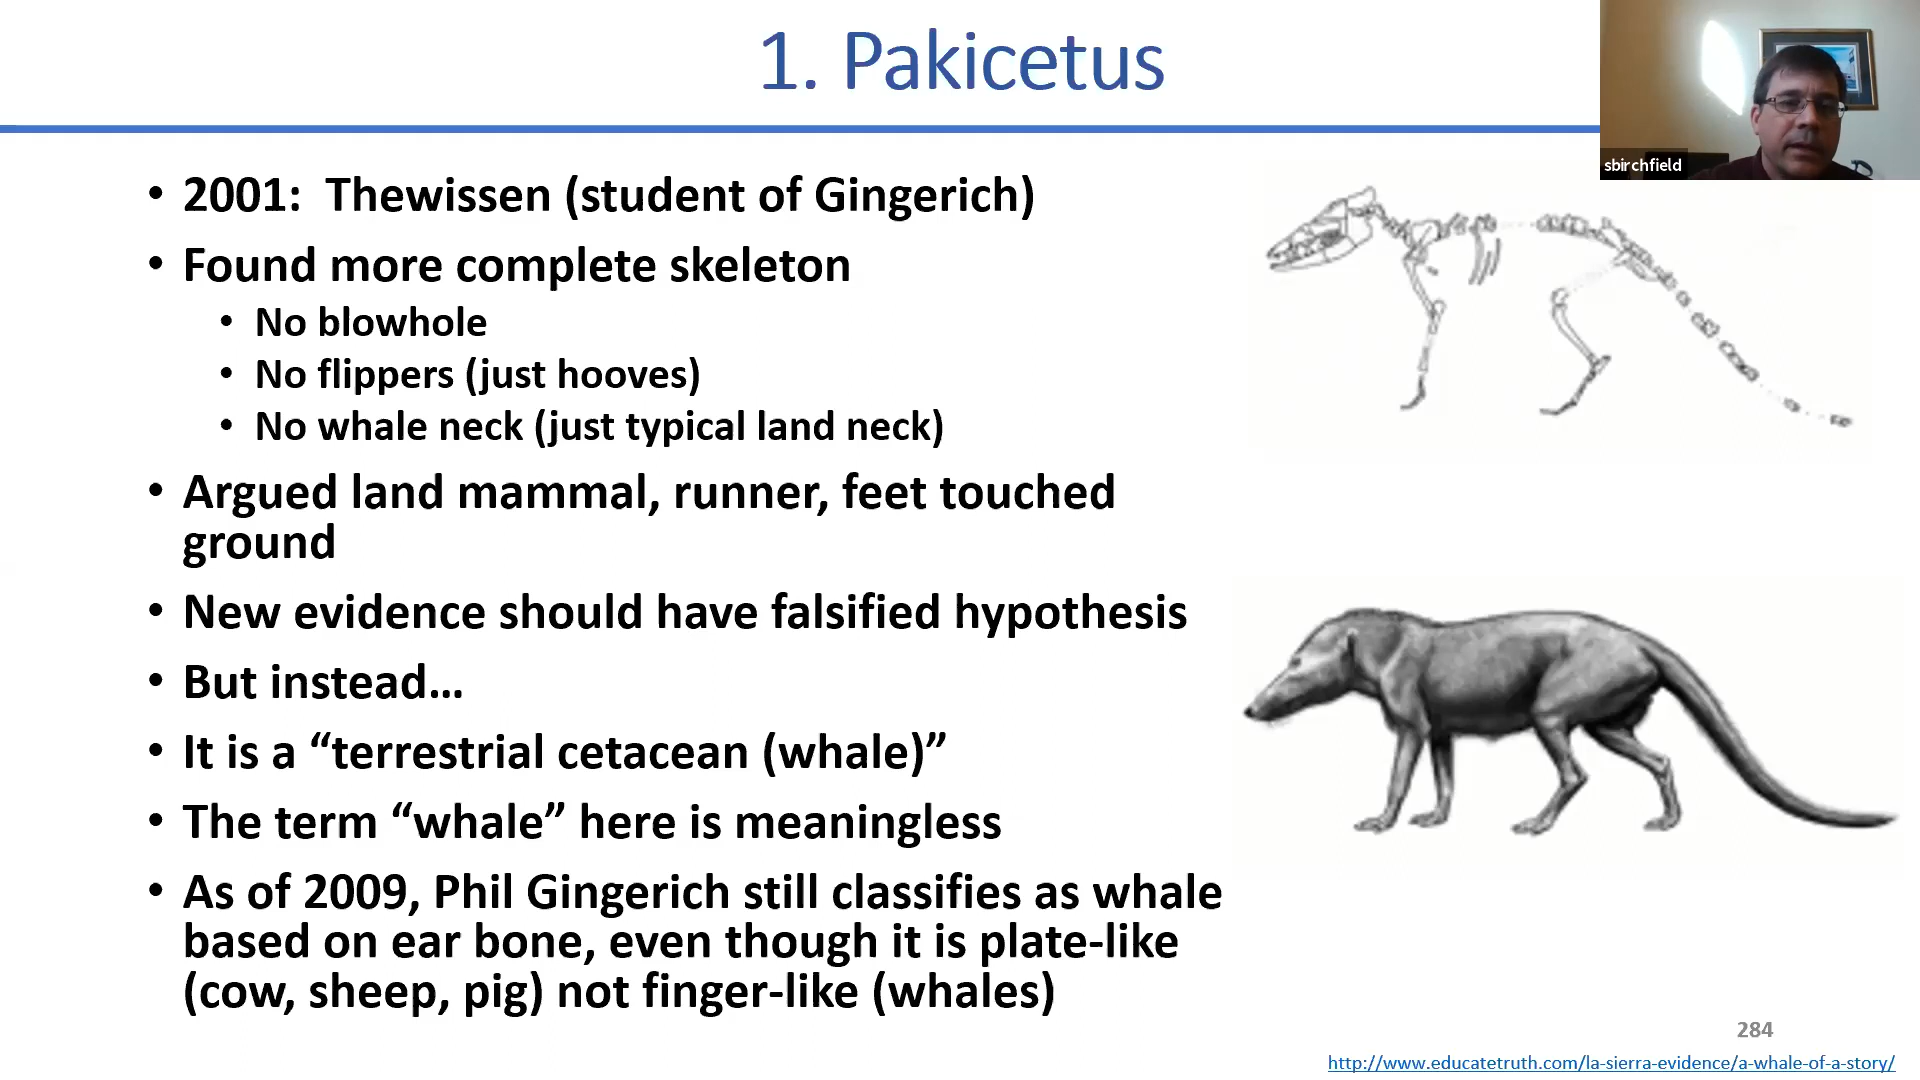 1. Pakicetus
sbirchfield
• 2001:  Thewissen (student of Gingerich)
• Found more complete skeleton
• No blowhole
• No flippers (just hooves)
• No whale neck (just typical land neck)
• Argued land mammal, runner, feet touched
ground
• New evidence should have falsified hypothesis
• But instead…
• It is a “terrestrial cetacean (whale)”
• The term “whale” here is meaningless
• As of 2009, Phil Gingerich still classifies as whale
based on ear bone, even though it is plate-like
(cow, sheep, pig) not finger-like (whales)
284
http://www.educatetruth.com/la-sierra-evidence/a-whale-of-a-story/